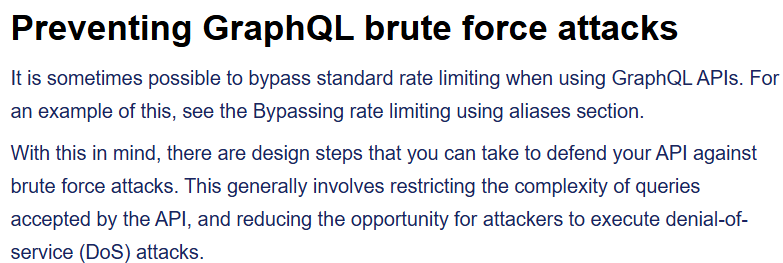 Preventing GraphQL brute force attacks
It is sometimes possible to bypass standard rate limiting when using GraphQL APIs. For
an example of this, see the Bypassing rate limiting using aliases section.
With this in mind, there are design steps that you can take to defend your API against
brute force attacks. This generally involves restricting the complexity of queries
accepted by the API, and reducing the opportunity for attackers to execute denial-of-
service (DoS) attacks.